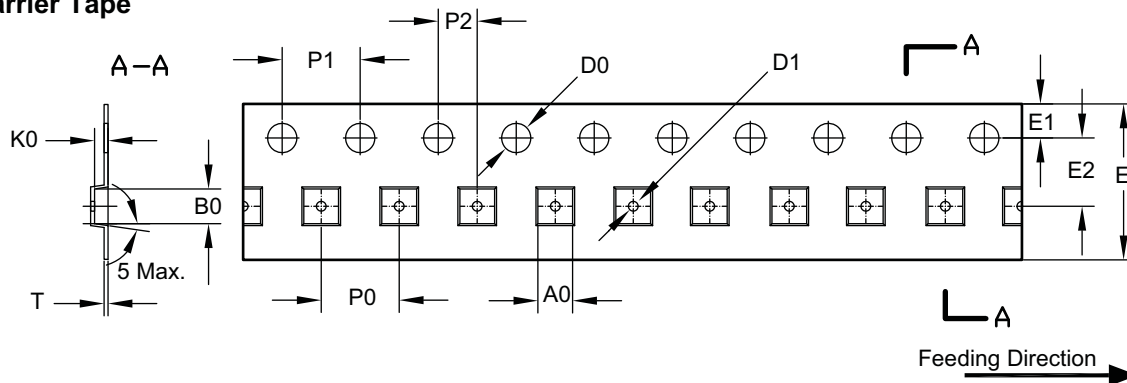 arrier Tape
P2
A
P1
D0
D1
A-A
K0
E1
E2
E
B0
5 Max.
T
P0
A0
A
Feeding Direction